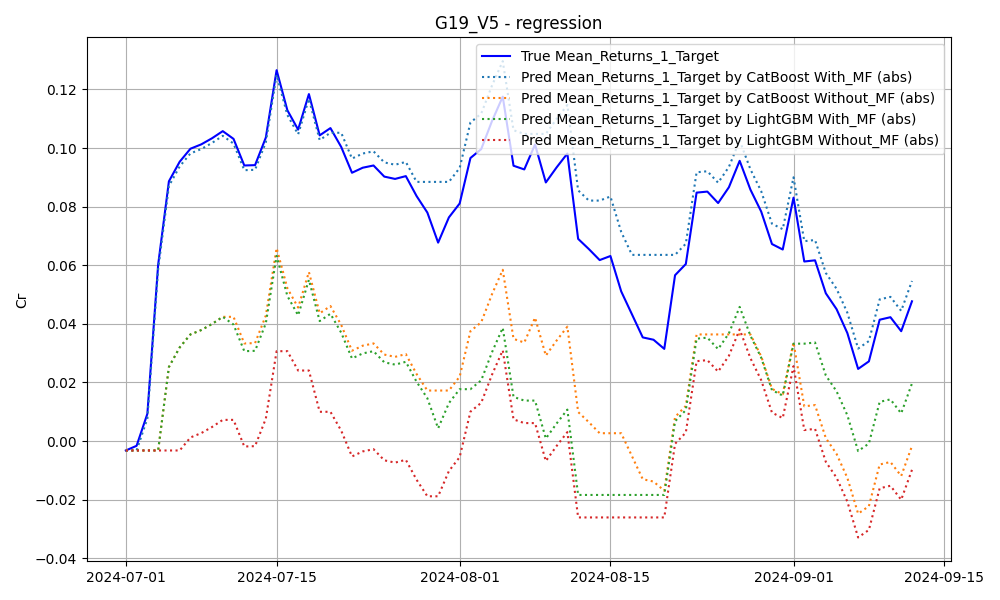 G19_V5 - regression
True Mean_Returns_1_Target
Pred Mean_Returns_1_Target by CatBoost With_MF (abs)
Pred Mean_Returns_1_Target by CatBoost Without_MF (abs)
Pred Mean_Returns_1_Target by LightGBM With_MF (abs)
Pred Mean_Returns_1_Target by LightGBM Without_MF (abs)
0.12
0.10
0.08
0.06
0.04
0.02
0.00
−0.02
−0.04
Cr
2024-07-01
2024-07-15
2024-08-01
2024-08-15
2024-09-01
2024-09-15